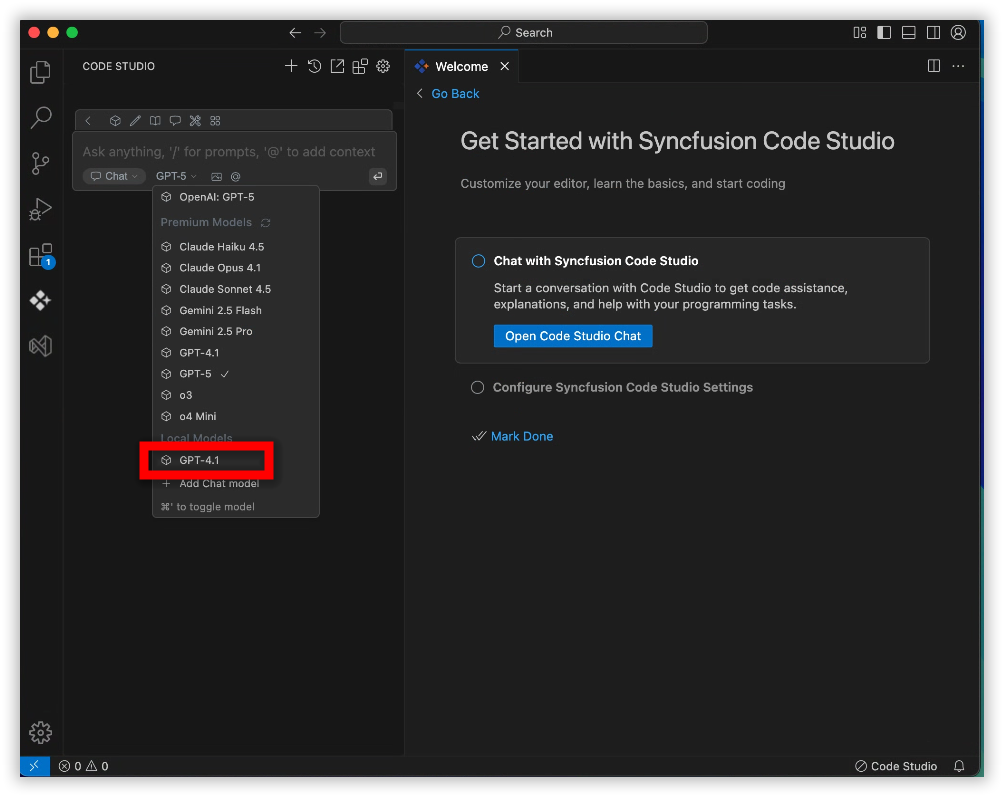 Search
CODE STUDIO
Welcome
Go Back
Ask anything, '/' for prompts, '@' to add context
Chat
GPT-5
OpenAI: GPT-5
Premium Models
Claude Haiku 4.5
Claude Opus 4.1
Claude Sonnet 4.5
Gemini 2.5 Flash
Gemini 2.5 Pro
GPT-4.1
GPT-5 ✓
o3
o4 Mini
Local Models
GPT-4.1
+ Add Chat model
⌘' to toggle model
1
Get Started with Syncfusion Code Studio
Customize your editor, learn the basics, and start coding
Chat with Syncfusion Code Studio
Start a conversation with Code Studio to get code assistance,
explanations, and help with your programming tasks.
Open Code Studio Chat
Configure Syncfusion Code Studio Settings
Mark Done
0 0
Code Studio